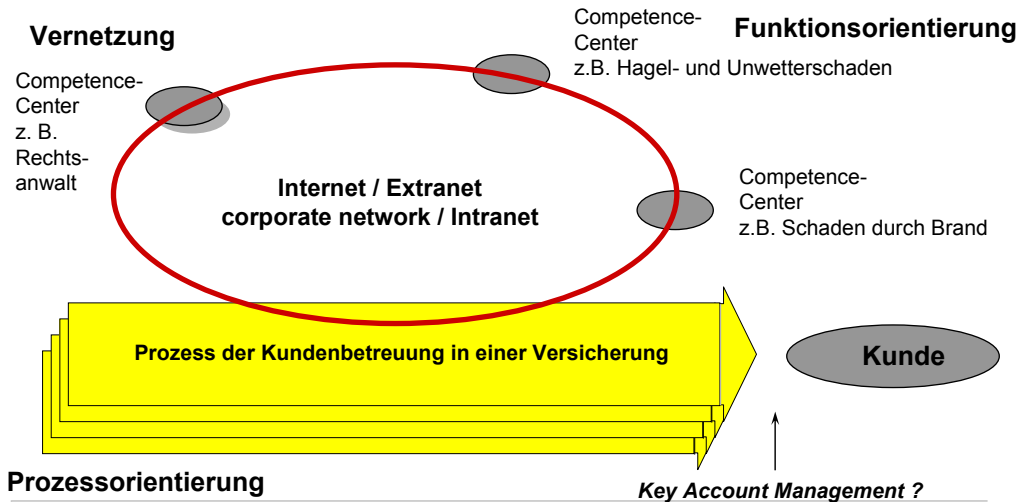 Vernetzung
Competence-
Center
z. B.
Rechts-
anwalt
Competence-
Center
z.B. Hagel- und Unwetterschaden
Funktionsorientierung
Internet / Extranet
corporate network / Intranet
Competence-
Center
z.B. Schaden durch Brand
Prozess der Kundenbetreuung in einer Versicherung
Kunde
Prozessorientierung
Key Account Management ?